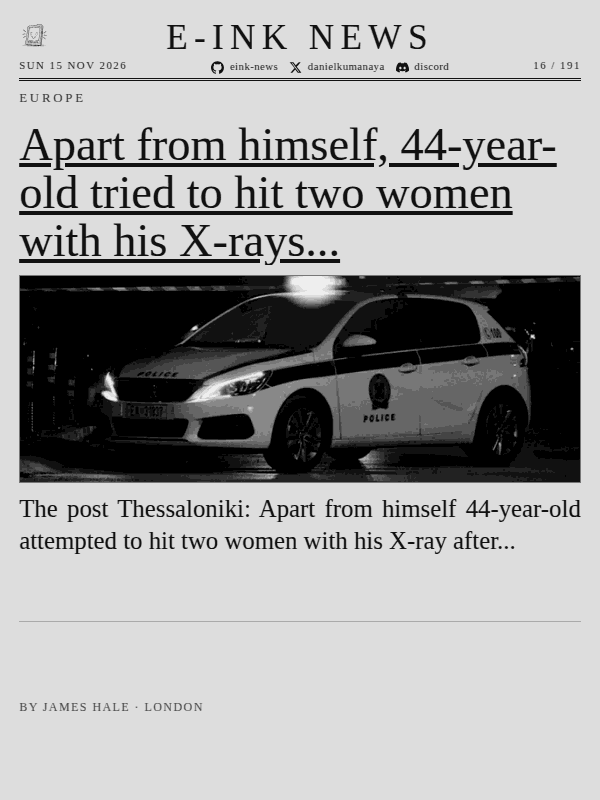 E-INK NEWS
SUN 15 NOV 2026
eink-news danielkumanaya discord
16 / 191
EUROPE
Apart from himself, 44-year-
old tried to hit two women
with his X-rays...
POLICE
POLICE
100
The post Thessaloniki: Apart from himself 44-year-old
attempted to hit two women with his X-ray after...
BY JAMES HALE · LONDON